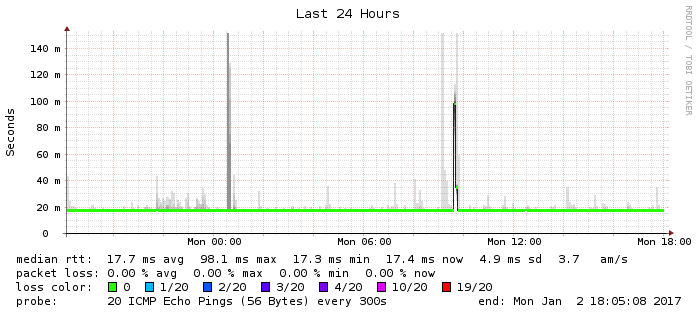 Last 24 Hours
RRDTOOL / TOBI OETIKER
Seconds
140 m
120 m
100 m
80 m
60 m
40 m
20 m
0
Mon 00:00 Mon 06:00 Mon 12:00 Mon 18:00
median rtt: 17.7 ms avg 98.1 ms max 17.3 ms min 17.4 ms now 4.9 ms sd 3.7 am/s
packet loss: 0.00 % avg 0.00 % max 0.00 % min 0.00 % now
loss color: 0 1/20 2/20 3/20 4/20 10/20 19/20
probe: 20 ICMP Echo Pings (56 Bytes) every 300s end: Mon Jan 2 18:05:08 2017